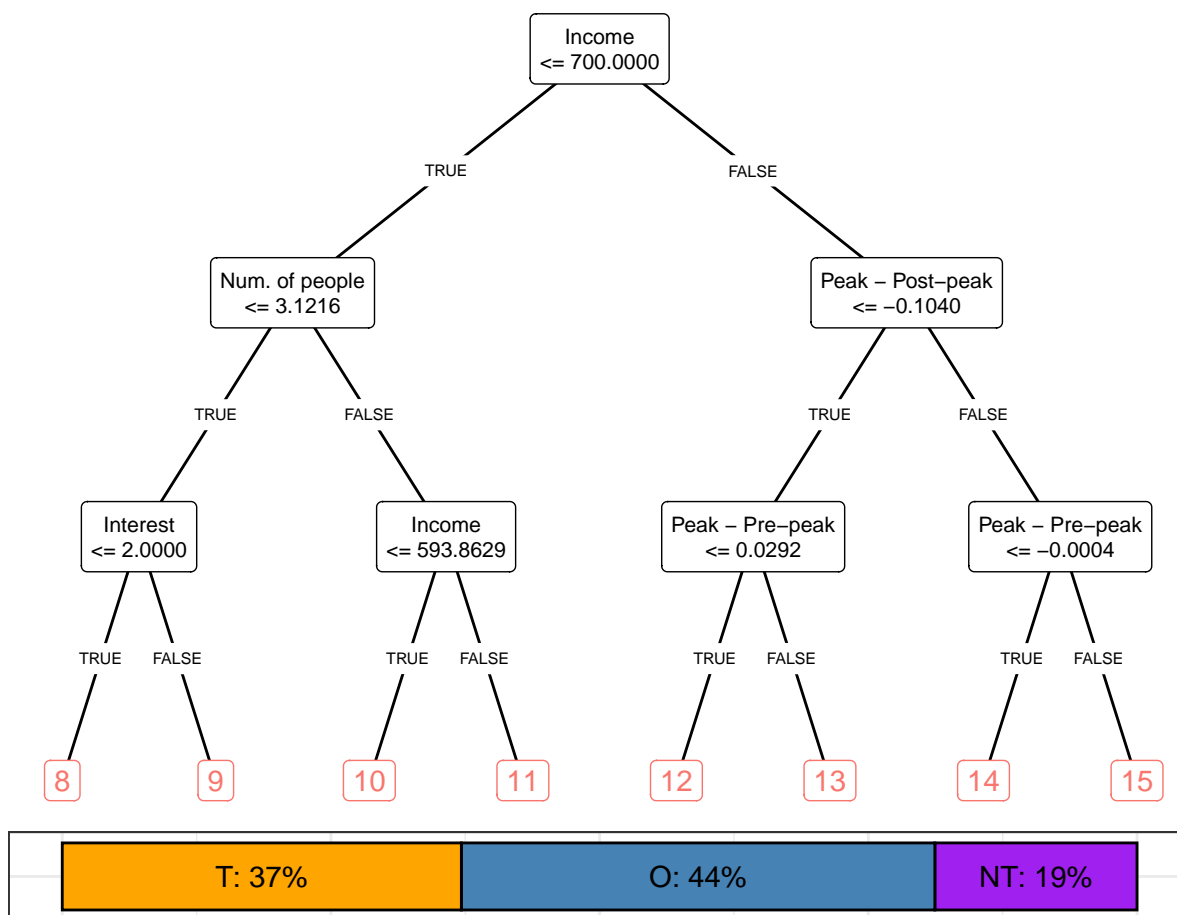 Income
<= 700.0000
TRUE
FALSE
Num. of people
<= 3.1216
Peak − Post−peak
<= −0.1040
TRUE
FALSE
TRUE
FALSE
Interest
<= 2.0000
Income
<= 593.8629
Peak − Pre−peak
<= 0.0292
Peak − Pre−peak
<= −0.0004
TRUE
FALSE
TRUE
FALSE
TRUE
FALSE
TRUE
FALSE
8
9
10
11
12
13
14
15
T: 37%
O: 44%
NT: 19%